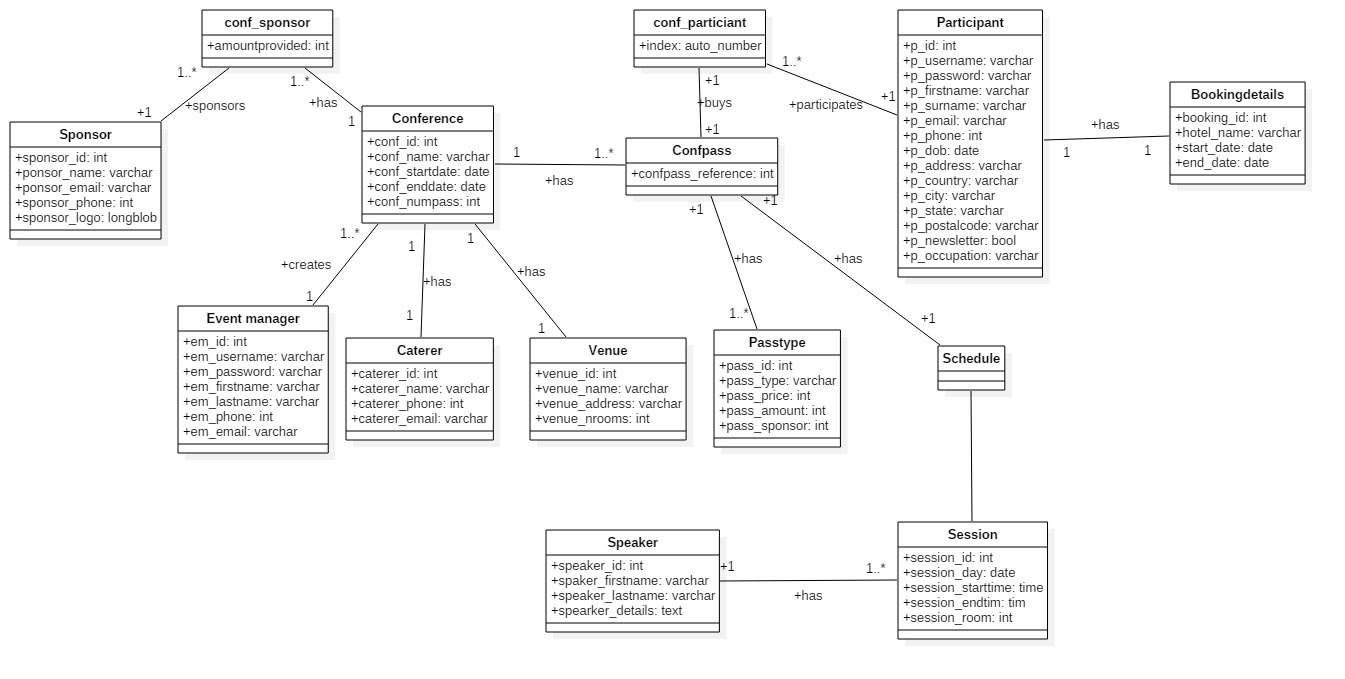 conf_sponsor
+amountprovided: int
1..*
1..*
+sponsors
+has
+1
1
Sponsor
+sponsor_id: int
+ponsor_name: varchar
+ponsor_email: varchar
+sponsor_phone: int
+sponsor_logo: longblob
Conference
+conf_id: int
+conf_name: varchar
+conf_startdate: date
+conf_enddate: date
+conf_numpass: int
1
1..*
+has
conf_particiant
+index: auto_number
+1
+buys
+1
1..*
+participates
+1
Confpass
+confpass_reference: int
Participant
+p_id: int
+p_username: varchar
+p_password: varchar
+p_firstname: varchar
+p_surname: varchar
+p_email: varchar
+p_phone: int
+p_dob: date
+p_address: varchar
+p_country: varchar
+p_city: varchar
+p_state: varchar
+p_postalcode: varchar
+p_newsletter: bool
+p_occupation: varchar
+has
1
1
Bookingdetails
+booking_id: int
+hotel_name: varchar
+start_date: date
+end_date: date
1..*
+creates
1
1
+has
1
1
+has
1
+1
+has
1..*
+1
+has
+1
Event manager
+em_id: int
+em_username: varchar
+em_password: varchar
+em_firstname: varchar
+em_lastname: varchar
+em_phone: int
+em_email: varchar
Caterer
+caterer_id: int
+caterer_name: varchar
+caterer_phone: int
+caterer_email: varchar
Venue
+venue_id: int
+venue_name: varchar
+venue_address: varchar
+venue_nrooms: int
Passtype
+pass_id: int
+pass_type: varchar
+pass_price: int
+pass_amount: int
+pass_sponsor: int
Schedule
Speaker
+speaker_id: int
+spaker_firstname: varchar
+speaker_lastname: varchar
+spearker_details: text
+1
1..*
+has
Session
+session_id: int
+session_day: date
+session_starttime: time
+session_endtim: tim
+session_room: int